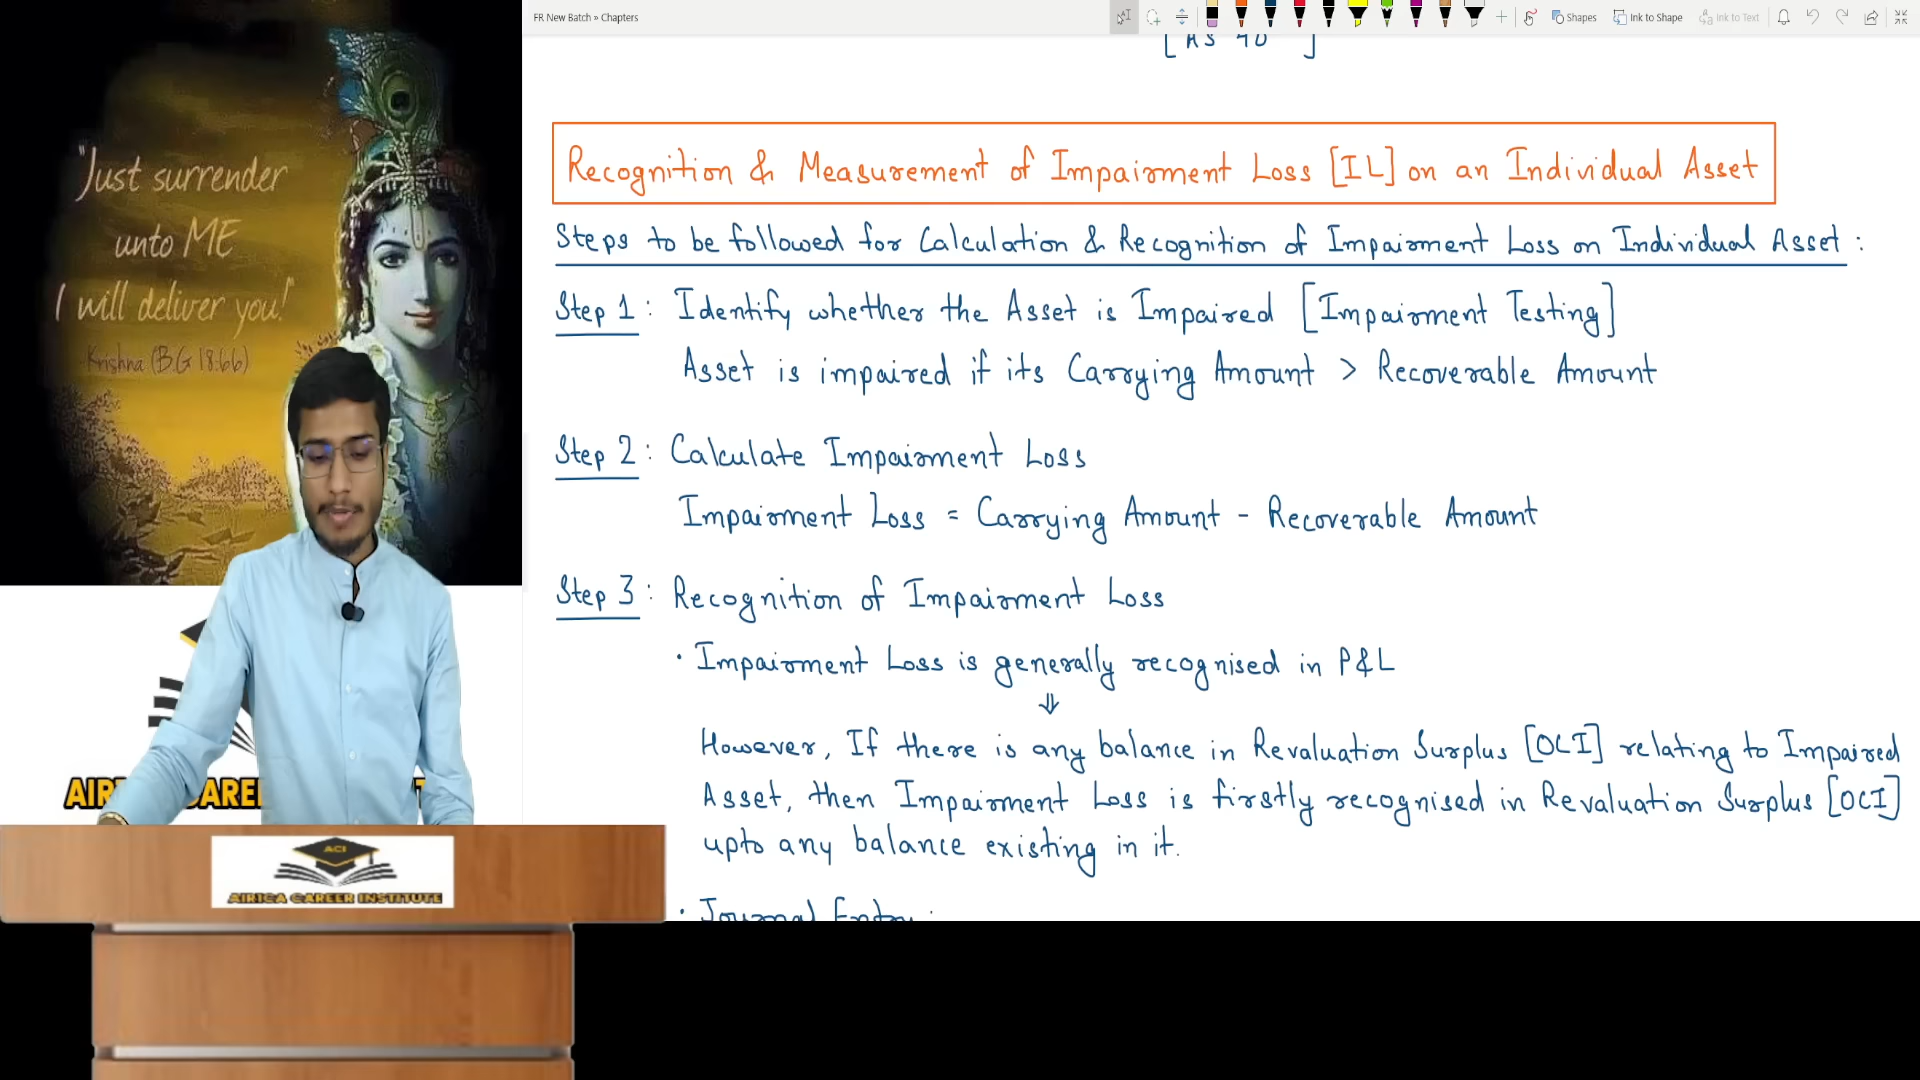 FR New Batch » Chapters
Shapes
Ink to Shape
Ink to Text
[ AS 40 ]
Recognition & Measurement of Impairment Loss [IL] on an Individual Asset
Steps to be followed for Calculation & Recognition of Impairment Loss on Individual Asset :
Step 1 : Identify whether the Asset is Impaired [Impairment Testing]
Asset is impaired if its Carrying Amount > Recoverable Amount
Step 2 : Calculate Impairment Loss
Impairment Loss = Carrying Amount - Recoverable Amount
Step 3 : Recognition of Impairment Loss
· Impairment Loss is generally recognised in P&L
⇓
However, If there is any balance in Revaluation Surplus [OCI] relating to Impaired
Asset, then Impairment Loss is firstly recognised in Revaluation Surplus [OCI]
upto any balance existing in it.
· Journal Entry :
"Just surrender
unto ME
I will deliver you!"
Krishna (B.G 18:66)
ACI
AIR1CA CAREER INSTITUTE